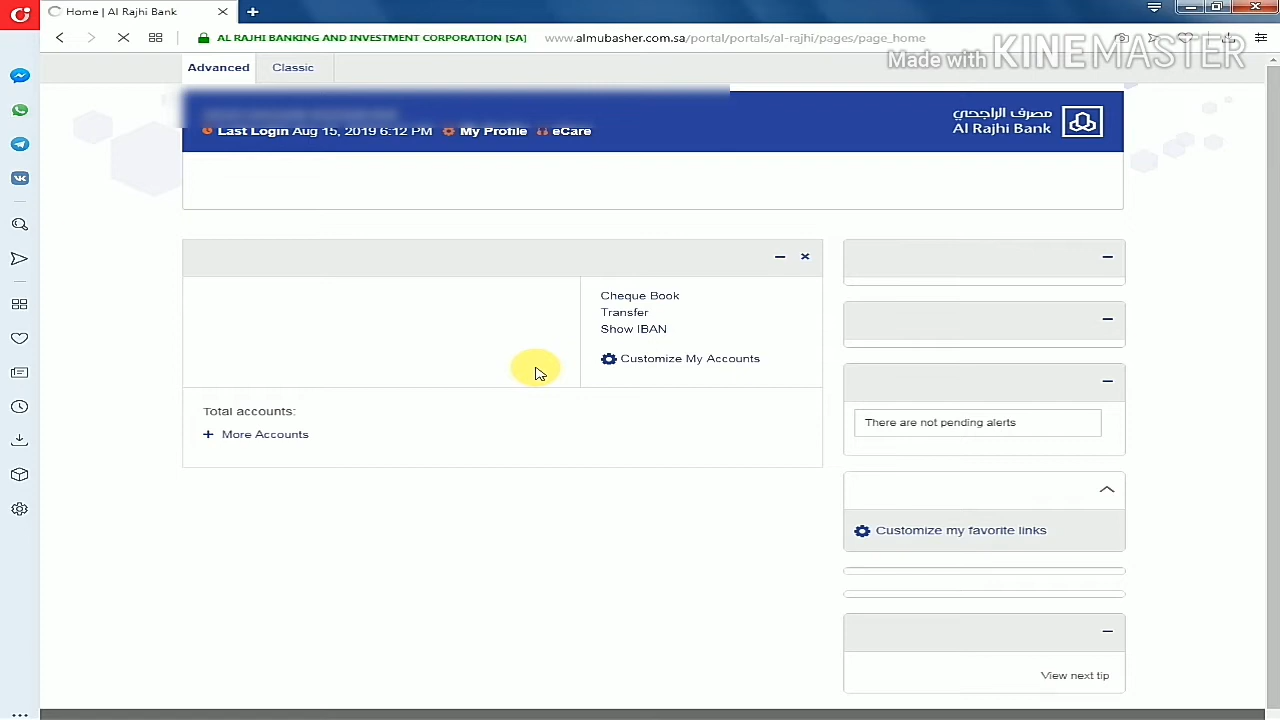 Home | Al Rajhi Bank
AL RAJHI BANKING AND INVESTMENT CORPORATION [SA]
www.almubasher.com.sa/portal/portals/al-rajhi/pages/page_home
Made with KINEMASTER
Advanced
Classic
Last Login Aug 15, 2019 6:12 PM
My Profile
eCare
مصرف الراجحي
Al Rajhi Bank
Cheque Book
Transfer
Show IBAN
Customize My Accounts
Total accounts:
+ More Accounts
There are not pending alerts
Customize my favorite links
View next tip